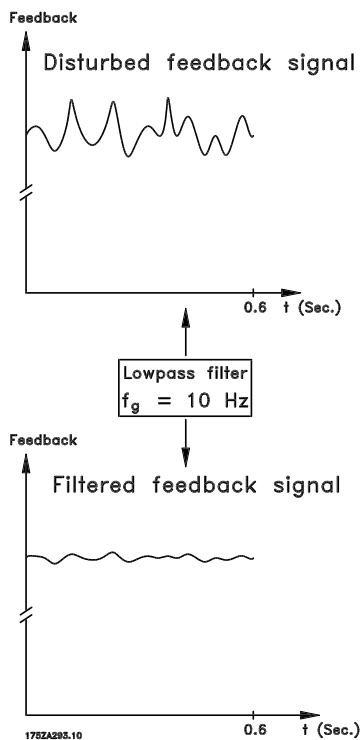 Feedback
Disturbed feedback signal
0.6 t (Sec.)
Lowpass filter
fg = 10 Hz
Feedback
Filtered feedback signal
0.6 t (Sec.)
175ZA293.10